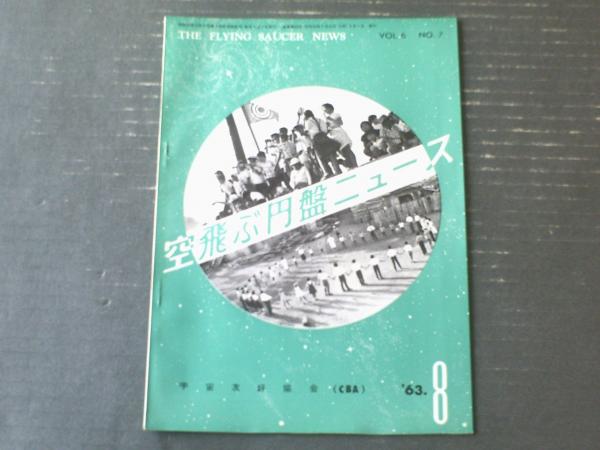 THE FLYING SAUCER NEWS VOL.6 NO.7
空飛ぶ円盤ニュース
宇宙友好協会 (CBA) '63. 8